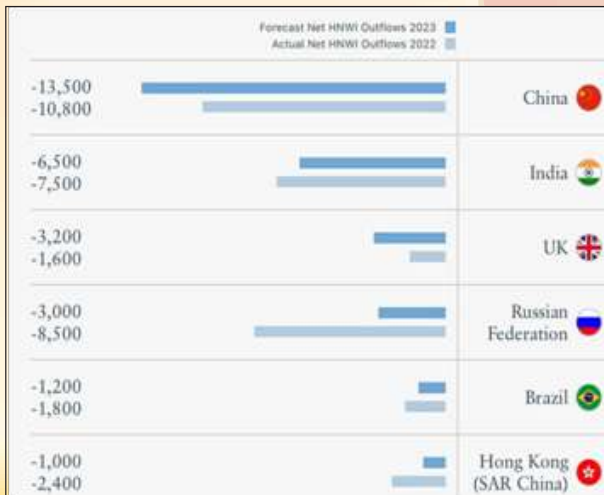 Forecast Net HNWI Outflows 2023
Actual Net HNWI Outflows 2022
-13,500
-10,800
China
-6,500
-7,500
India
-3,200
-1,600
UK
-3,000
-8,500
Russian
Federation
-1,200
-1,800
Brazil
-1,000
-2,400
Hong Kong
(SAR China)